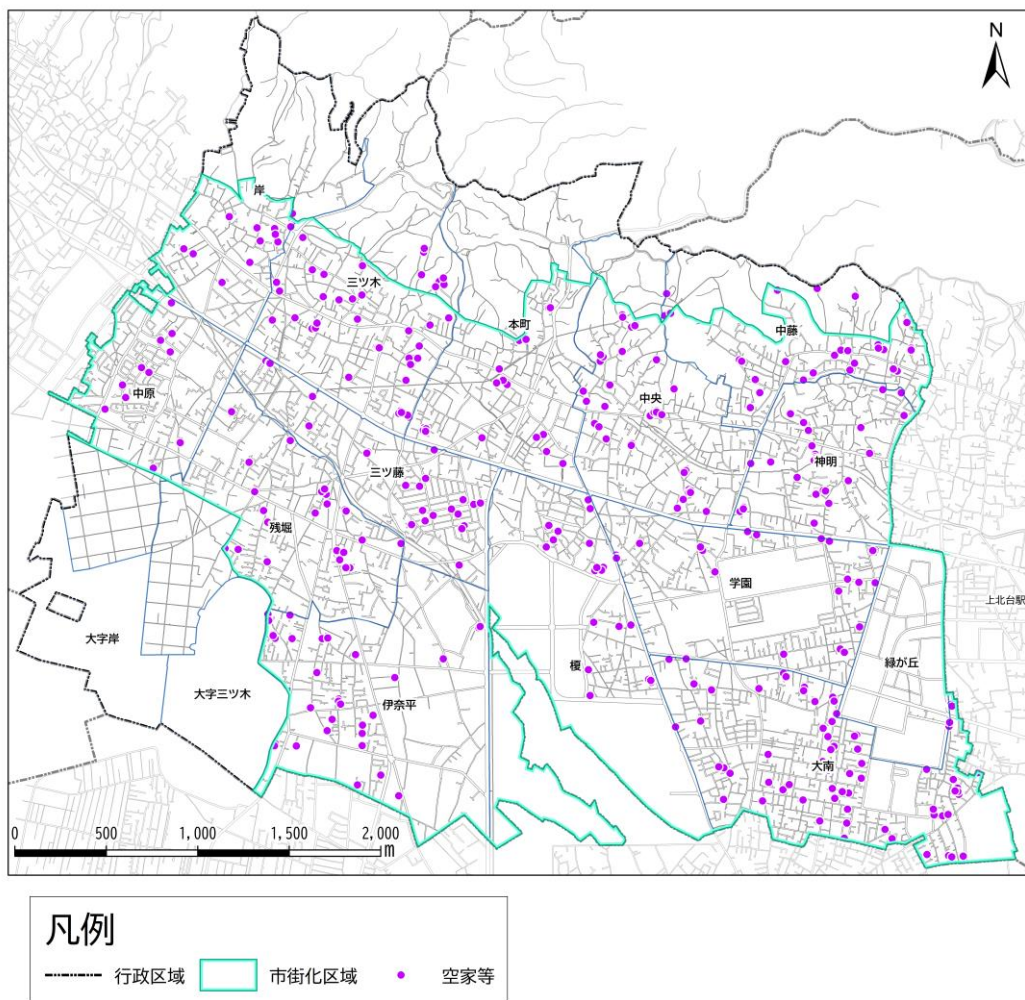 N
岸
三ツ木
本町
中藤
中原
中央
三ツ藤
神明
残堀
学園
上北台駅
大字岸
榎
緑が丘
大字三ツ木
伊奈平
大南
0 500 1,000 1,500 2,000
m
凡例
行政区域 市街化区域 空家等